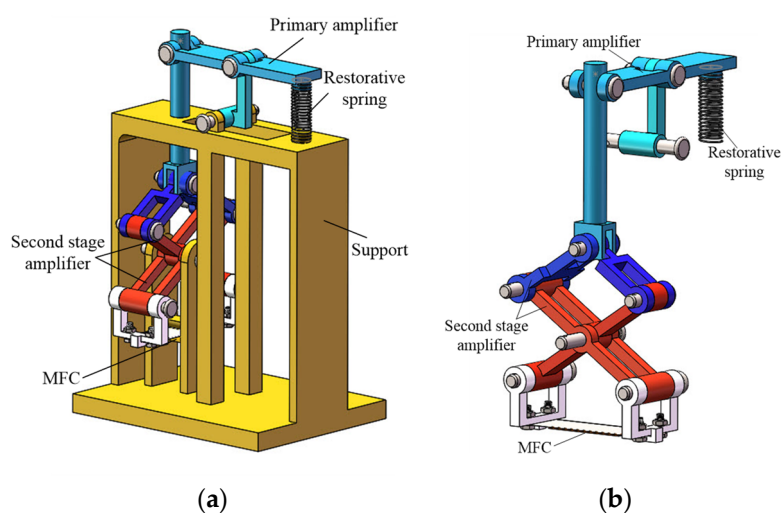 Primary amplifier
Restorative
spring
Second stage
amplifier
Support
MFC
(a)
Primary amplifier
Restorative
spring
Second stage
amplifier
MFC
(b)